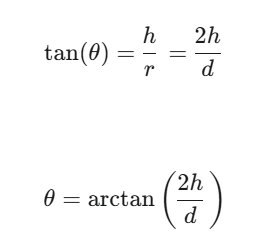 tan(θ) = h/r = 2h/d
θ = arctan(2h/d)